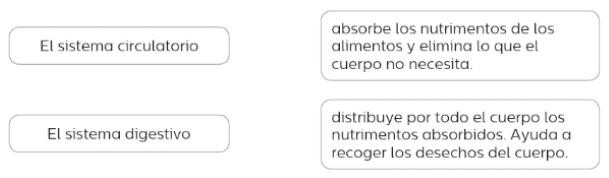 El sistema circulatorio
absorbe los nutrimentos de los
alimentos y elimina lo que el
cuerpo no necesita.
El sistema digestivo
distribuye por todo el cuerpo los
nutrimentos absorbidos. Ayuda a
recoger los desechos del cuerpo.